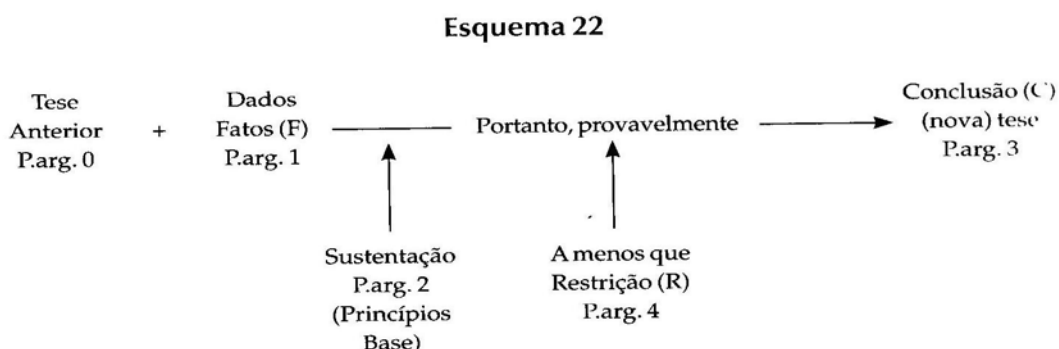 Esquema 22
Tese
Anterior
P.arg. 0
+
Dados
Fatos (F)
P.arg. 1
Portanto, provavelmente
Conclusão (C)
(nova) tese
P.arg. 3
Sustentação
P.arg. 2
(Princípios
Base)
A menos que
Restrição (R)
P.arg. 4